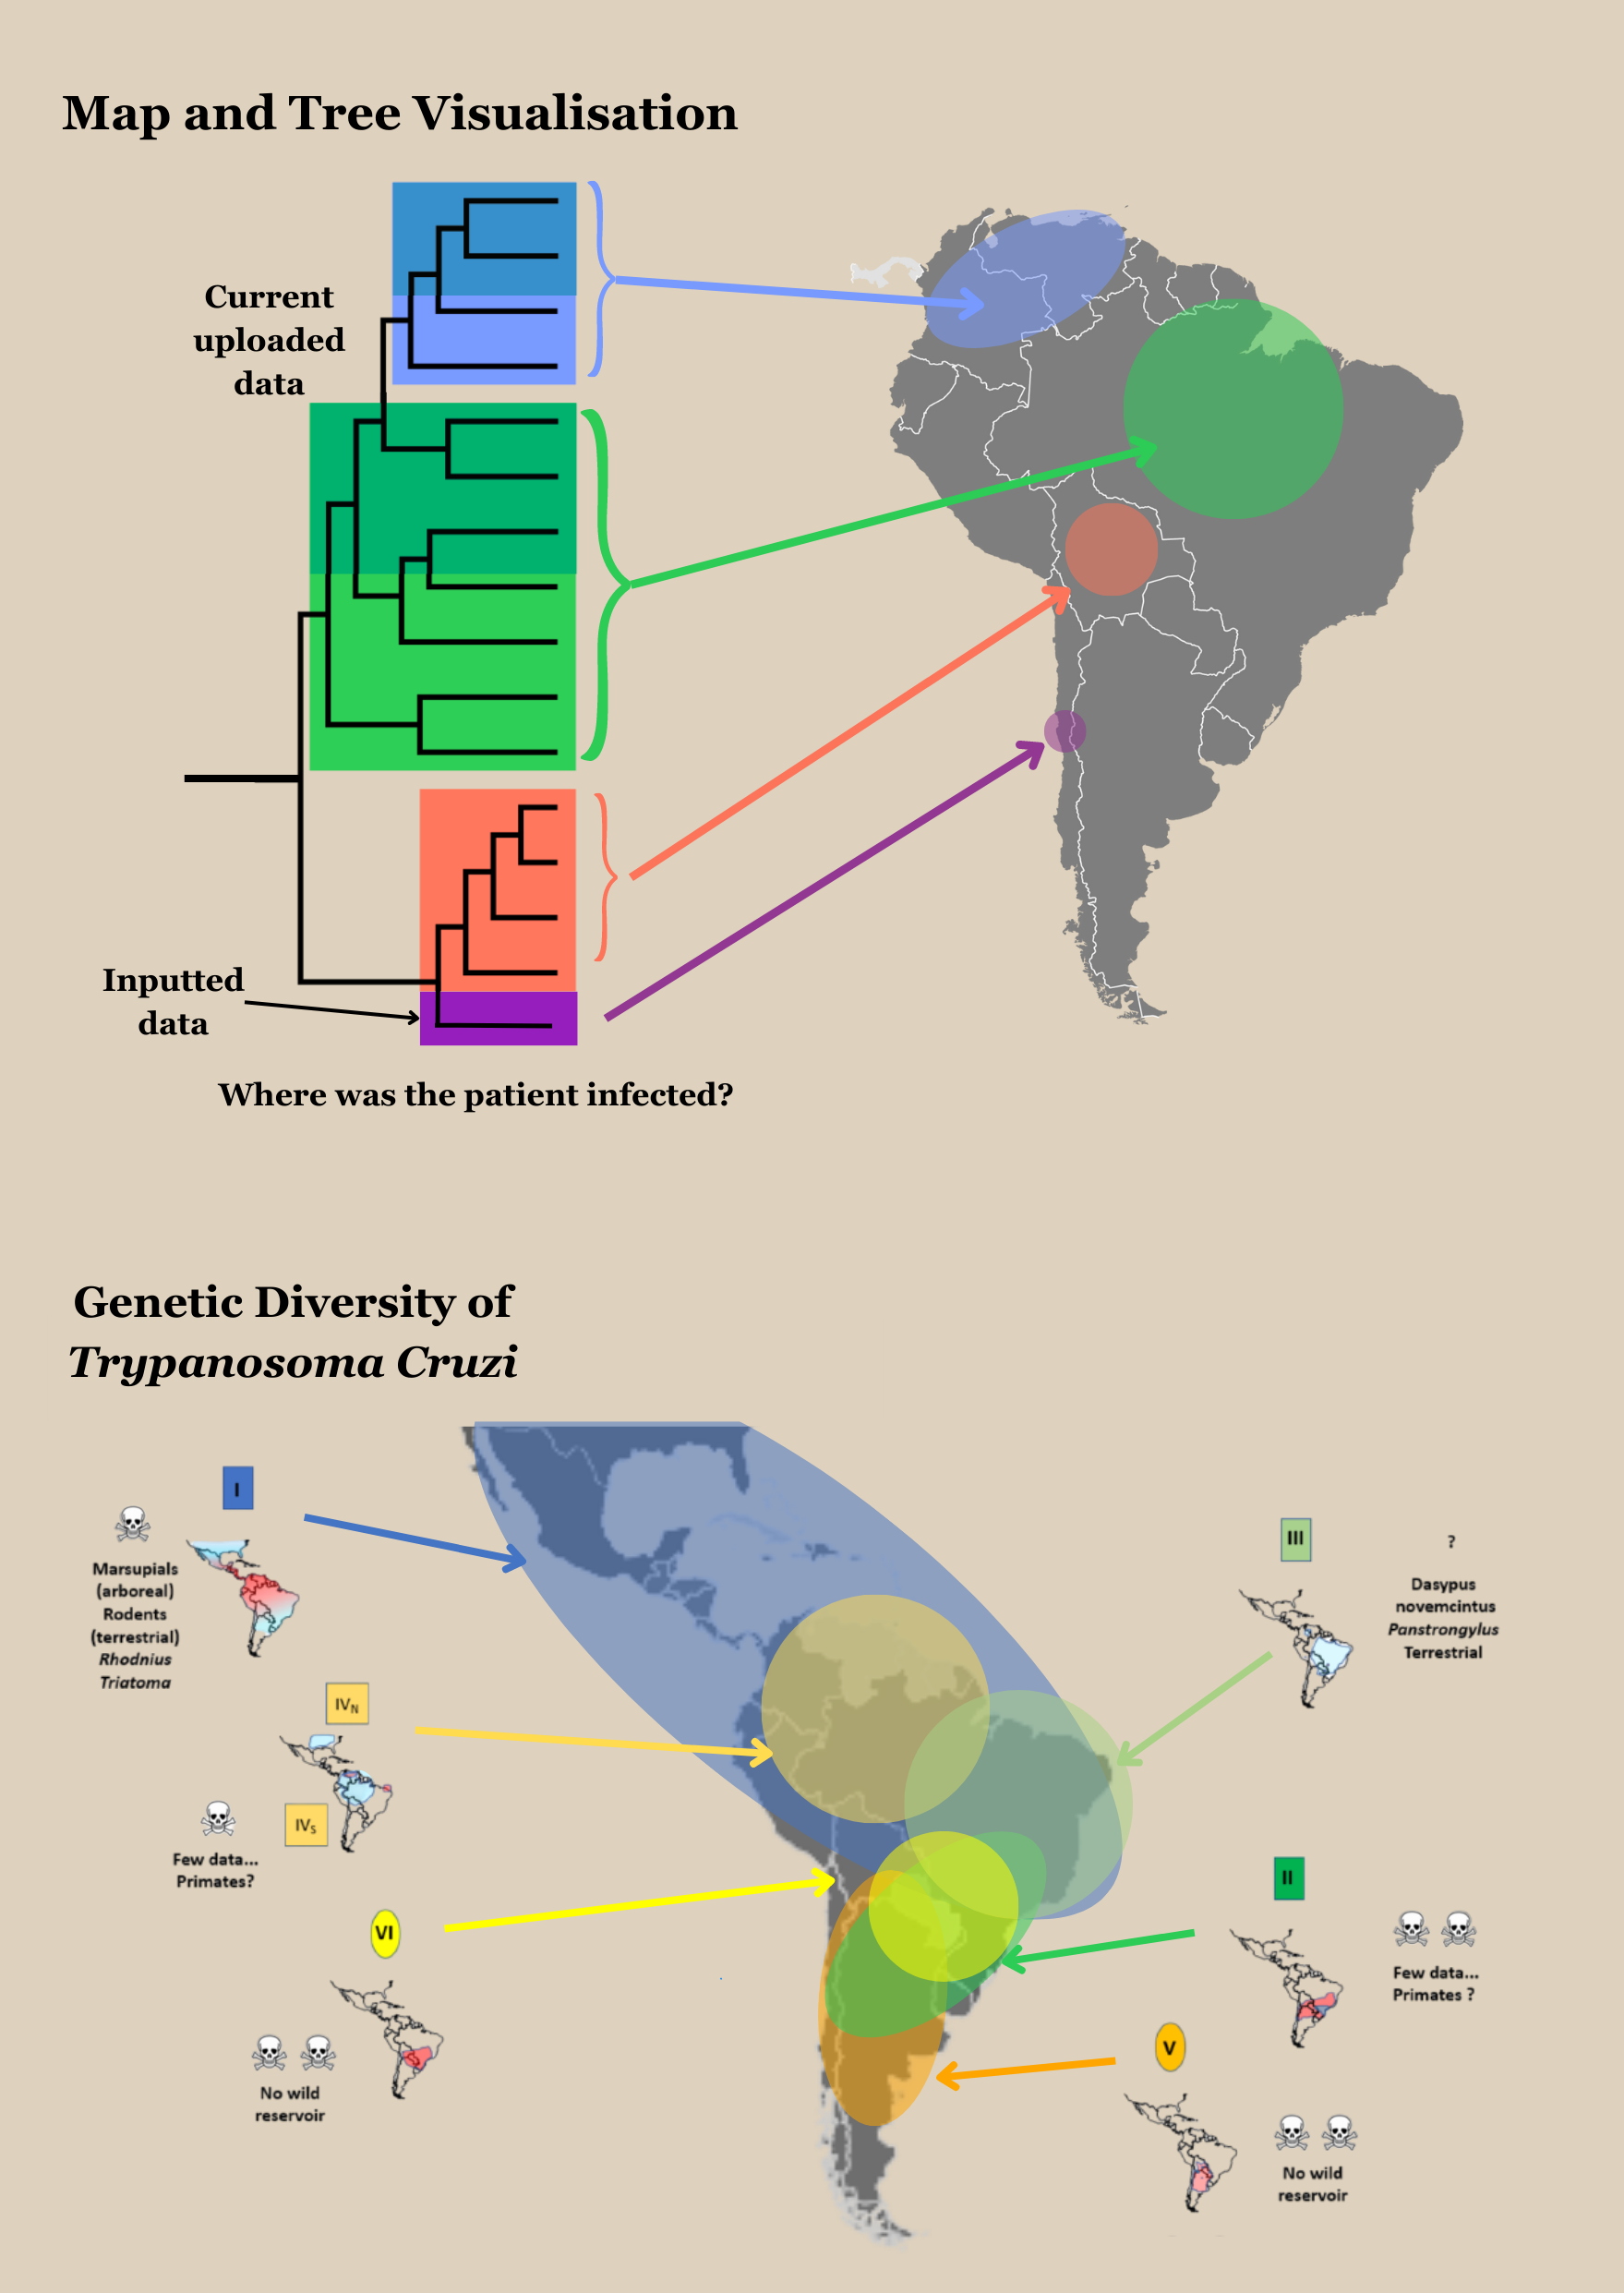 Map and Tree Visualisation
Current
uploaded
data
Inputted
data
Where was the patient infected?
Genetic Diversity of
Trypanosoma Cruzi
I
Marsupials
(arboreal)
Rodents
(terrestrial)
Rhodnius
Triatoma
IVN
IVS
Few data...
Primates?
VI
No wild
reservoir
III
?
Dasypus
novemcintus
Panstrongylus
Terrestrial
II
Few data...
Primates ?
V
No wild
reservoir